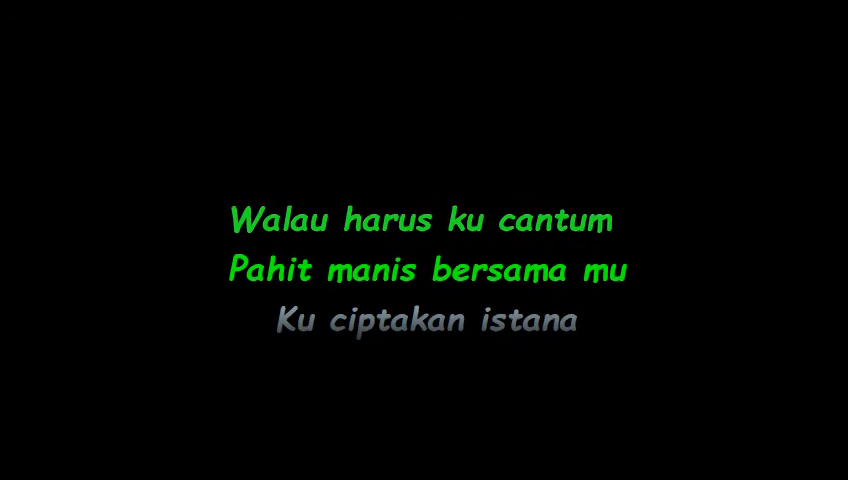 Walau harus ku cantum
Pahit manis bersama mu
Ku ciptakan istana